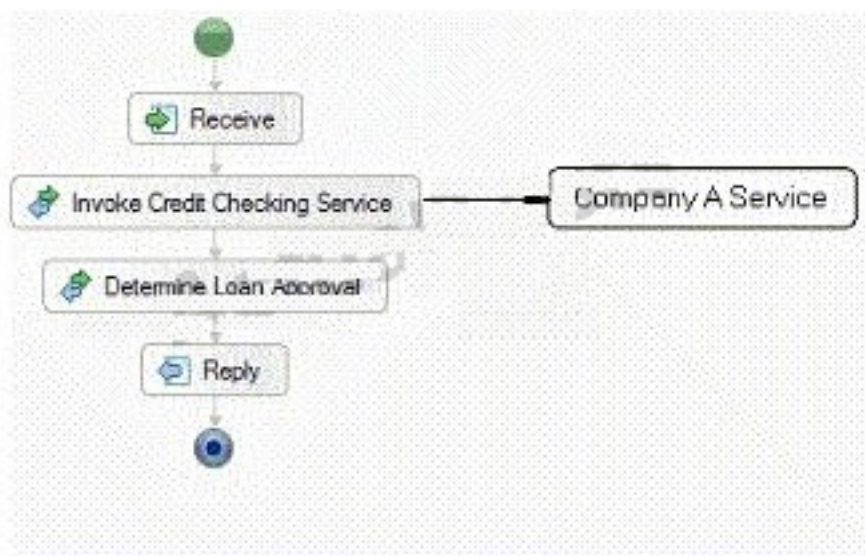 Receive
Invoke Credit Checking Service
Company A Service
Determine Loan Approval
Reply